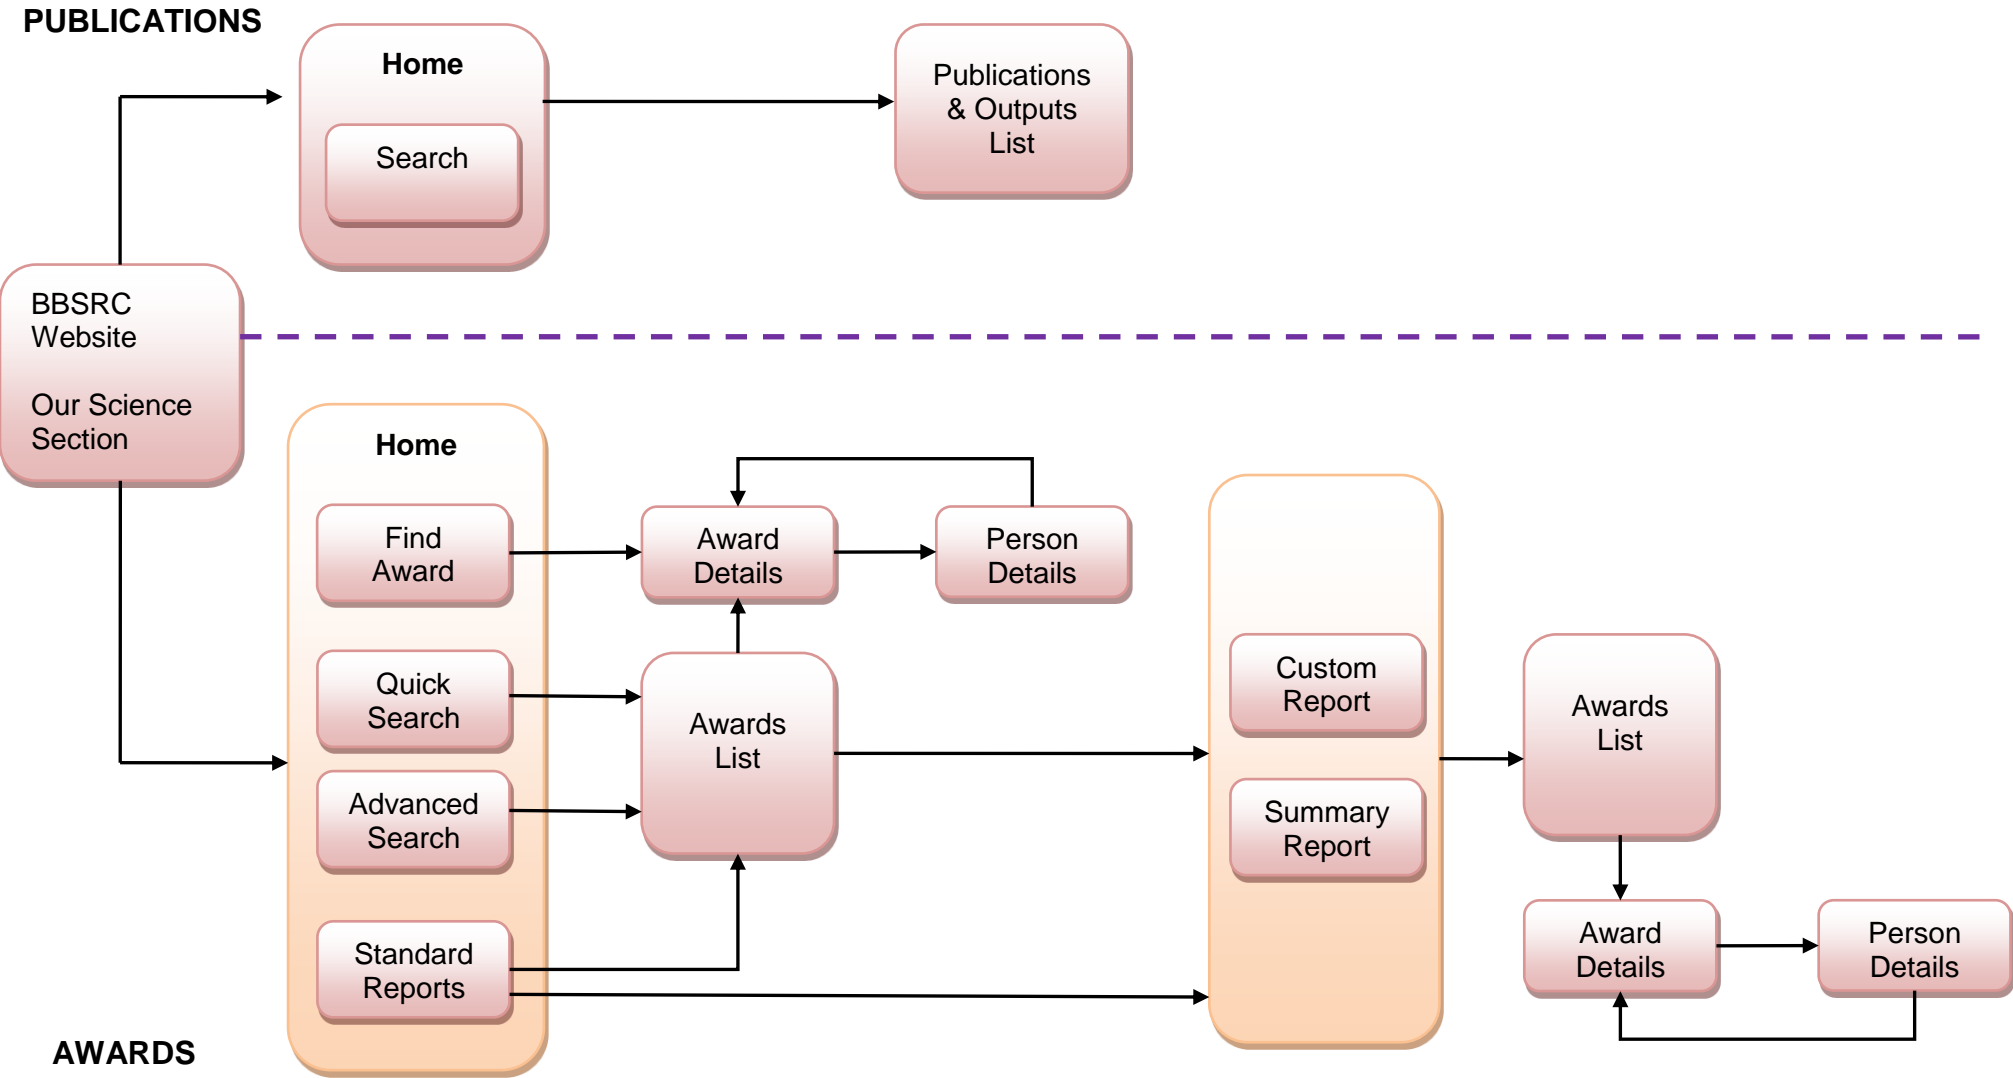 PUBLICATIONS
Home
Search
Publications
& Outputs
List
BBSRC
Website
Our Science
Section
Home
Find
Award
Quick
Search
Advanced
Search
Standard
Reports
Award
Details
Person
Details
Awards
List
Custom
Report
Summary
Report
Awards
List
Award
Details
Person
Details
AWARDS